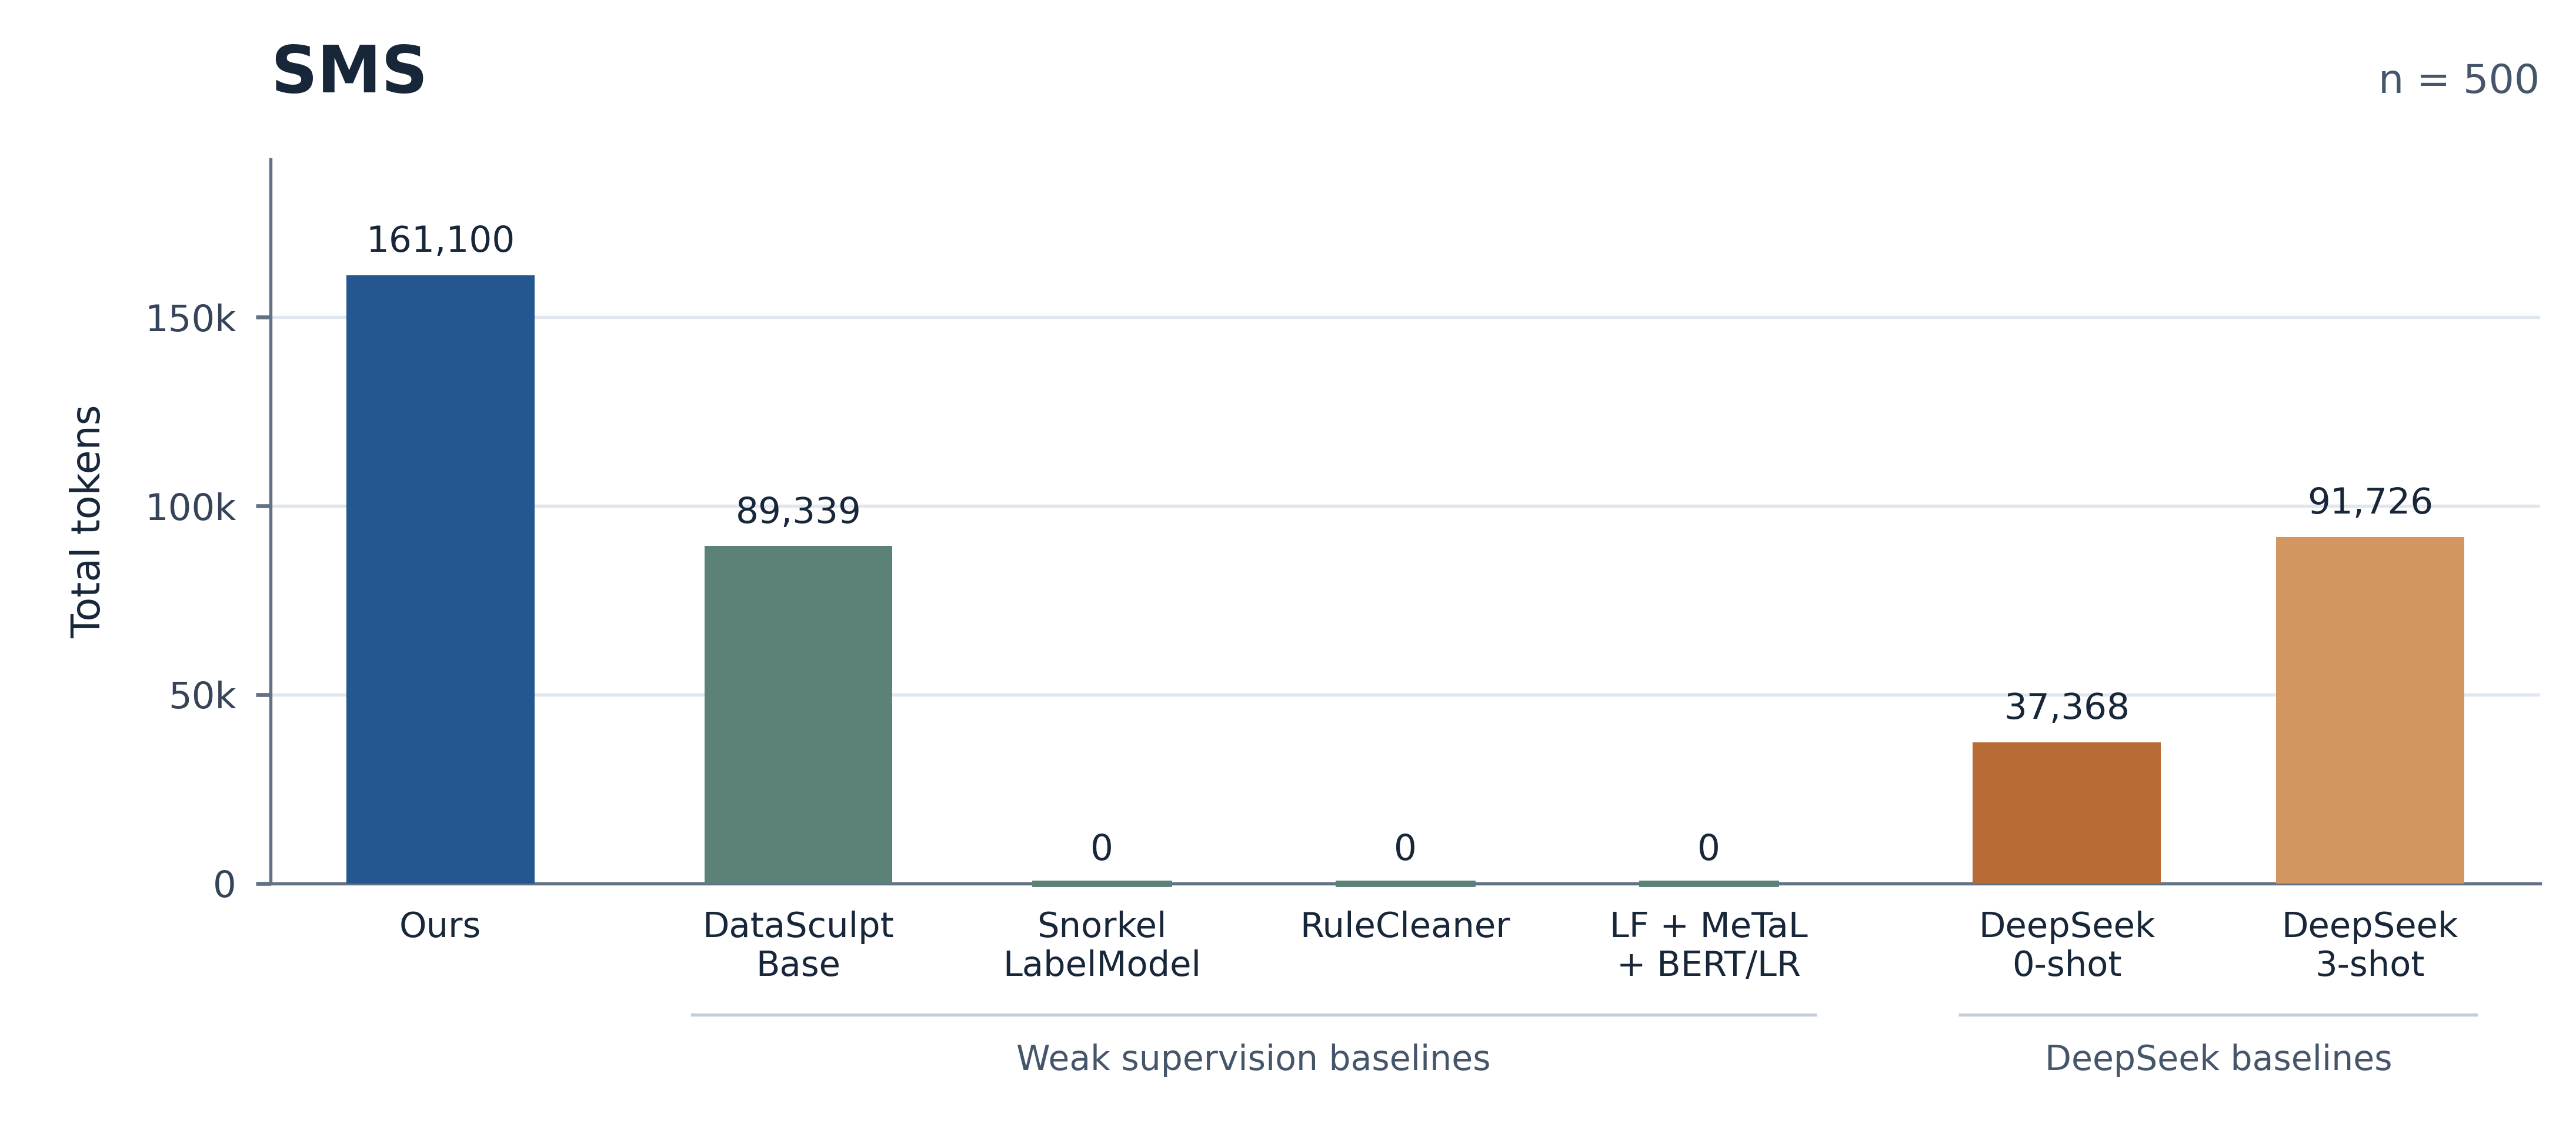 SMS
n = 500
Total tokens
150k
100k
50k
0
161,100
89,339
0
0
0
37,368
91,726
Ours
DataSculpt
Base
Snorkel
LabelModel
RuleCleaner
LF + MeTaL
+ BERT/LR
DeepSeek
0-shot
DeepSeek
3-shot
Weak supervision baselines
DeepSeek baselines